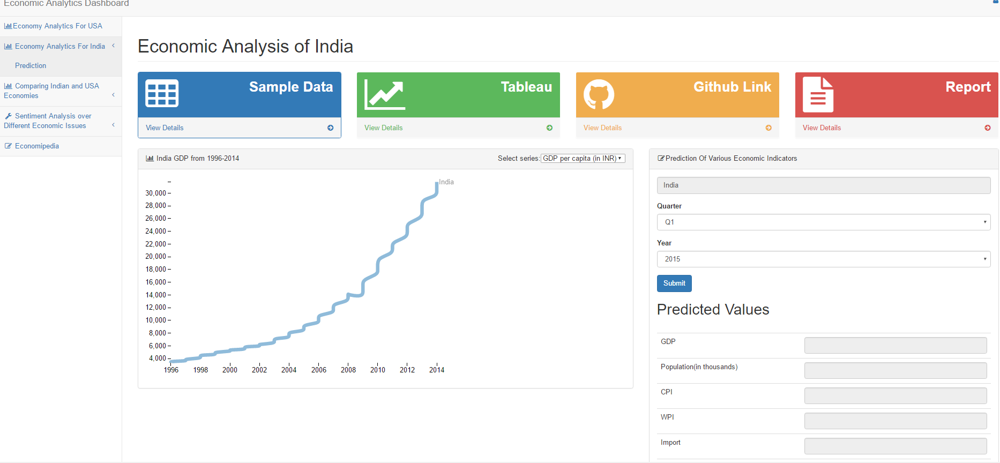 Economic Analytics Dashboard
Economy Analytics For USA
Economy Analytics For India
Prediction
Comparing Indian and USA
Economies
Sentiment Analysis over
Different Economic Issues
Economipedia
Economic Analysis of India
Sample Data
View Details
Tableau
View Details
Github Link
View Details
Report
View Details
India GDP from 1996-2014
Select series: GDP per capita (in INR)
India
30,000
28,000
26,000
24,000
22,000
20,000
18,000
16,000
14,000
12,000
10,000
8,000
6,000
4,000
1996 1998 2000 2002 2004 2006 2008 2010 2012 2014
Prediction Of Various Economic Indicators
India
Quarter
Q1
Year
2015
Submit
Predicted Values
GDP
Population(in thousands)
CPI
WPI
Import